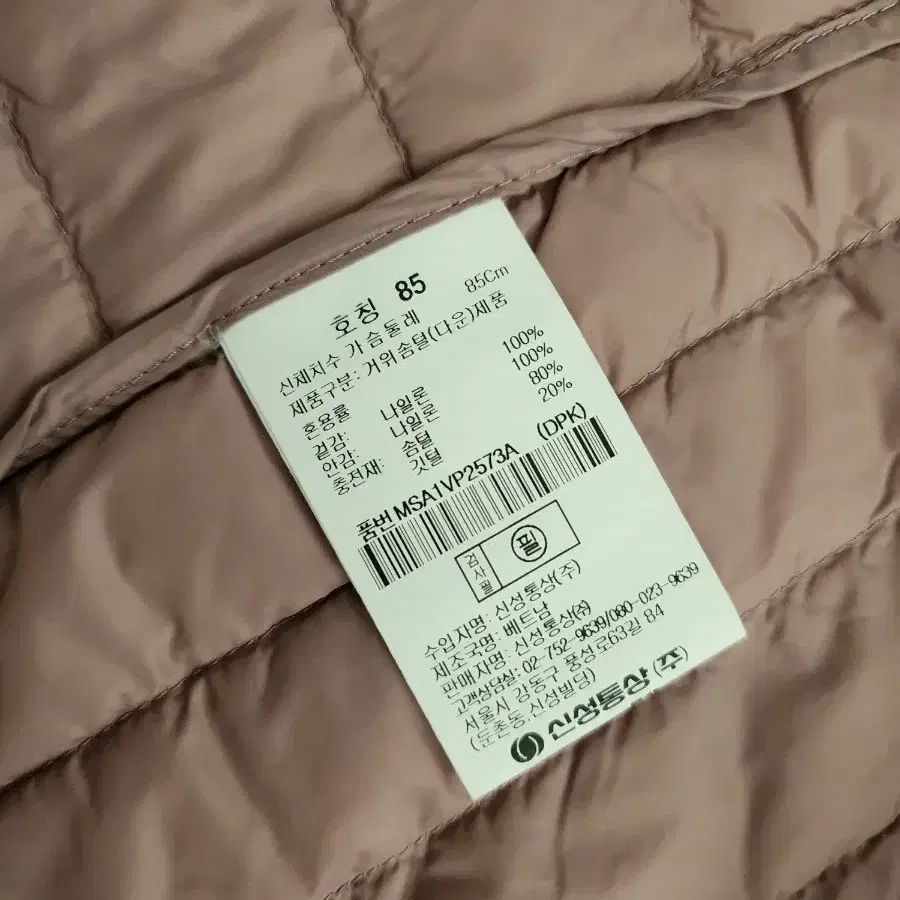 호칭 85
신체치수 가슴둘레 85Cm
제품구분: 거위솜털(다운)제품
혼용률
겉감: 나일론 100%
안감: 나일론 100%
충전재: 솜털 80%
깃털 20%
품번 MSA1VP2573A (DPK)
검사필 필
수입자명: 신성통상(주)
제조국명: 베트남
판매자명: 신성통상(주)
고객상담실: 02-752-9639/080-023-9639
서울시 강동구 풍성로63길 84
(둔촌동,신성빌딩)
신성통상(주)